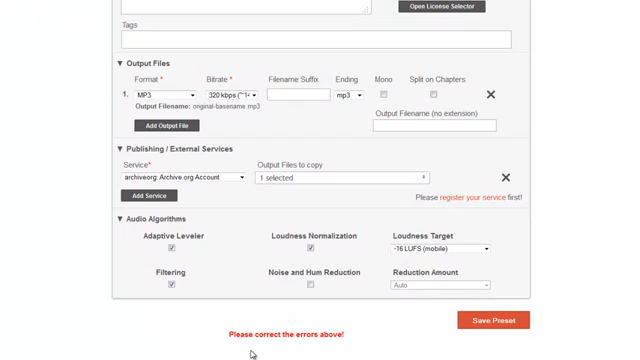 Open License Selector
Tags
▼ Output Files
Format * Bitrate * Filename Suffix Ending Mono Split on Chapters
1. MP3 320 kbps (~14 mp3
Output Filename: original-basename.mp3
Output Filename (no extension)
Add Output File
▼ Publishing / External Services
Service* Output Files to copy
archiveorg: Archive.org Account 1 selected
Add Service Please register your service first!
▼ Audio Algorithms
Adaptive Leveler Loudness Normalization Loudness Target
-16 LUFS (mobile)
Filtering Noise and Hum Reduction Reduction Amount
Auto
Save Preset
Please correct the errors above!